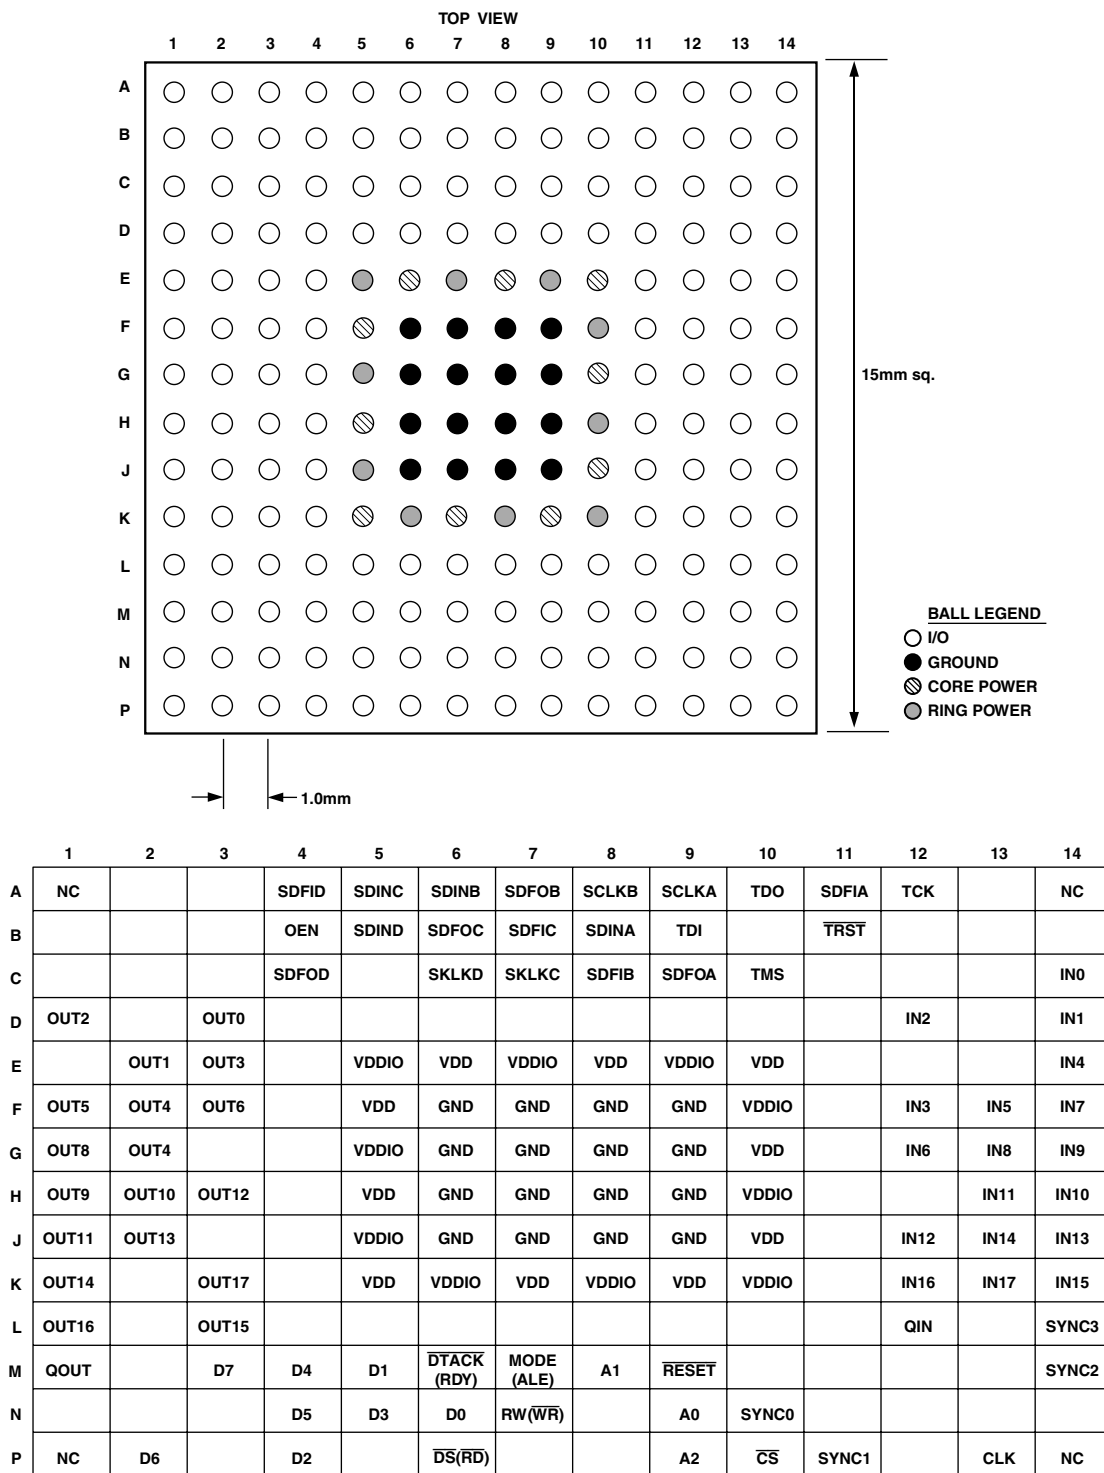 TOP VIEW
1 2 3 4 5 6 7 8 9 10 11 12 13 14
A
B
C
D
E
F
G
H
J
K
L
M
N
P
15mm sq.
BALL LEGEND
I/O
GROUND
CORE POWER
RING POWER
1.0mm
1 2 3 4 5 6 7 8 9 10 11 12 13 14
A NC SDFID SDINC SDINB SDFOB SCLKB SCLKA TDO SDFIA TCK NC
B OEN SDIND SDFOC SDFIC SDINA TDI TRST
C SDFOD SKLKD SKLKC SDFIB SDFOA TMS IN0
D OUT2 OUT0 IN2 IN1
E OUT1 OUT3 VDDIO VDD VDDIO VDD VDDIO VDD IN4
F OUT5 OUT4 OUT6 VDD GND GND GND GND VDDIO IN3 IN5 IN7
G OUT8 OUT4 VDDIO GND GND GND GND VDD IN6 IN8 IN9
H OUT9 OUT10 OUT12 VDD GND GND GND GND VDDIO IN11 IN10
J OUT11 OUT13 VDDIO GND GND GND GND VDD IN12 IN14 IN13
K OUT14 OUT17 VDD VDDIO VDD VDDIO VDD VDDIO IN16 IN17 IN15
L OUT16 OUT15 QIN SYNC3
M QOUT D7 D4 D1 DTACK (RDY) MODE (ALE) A1 RESET SYNC2
N D5 D3 D0 RW(WR) A0 SYNC0
P NC D6 D2 DS(RD) A2 CS SYNC1 CLK NC